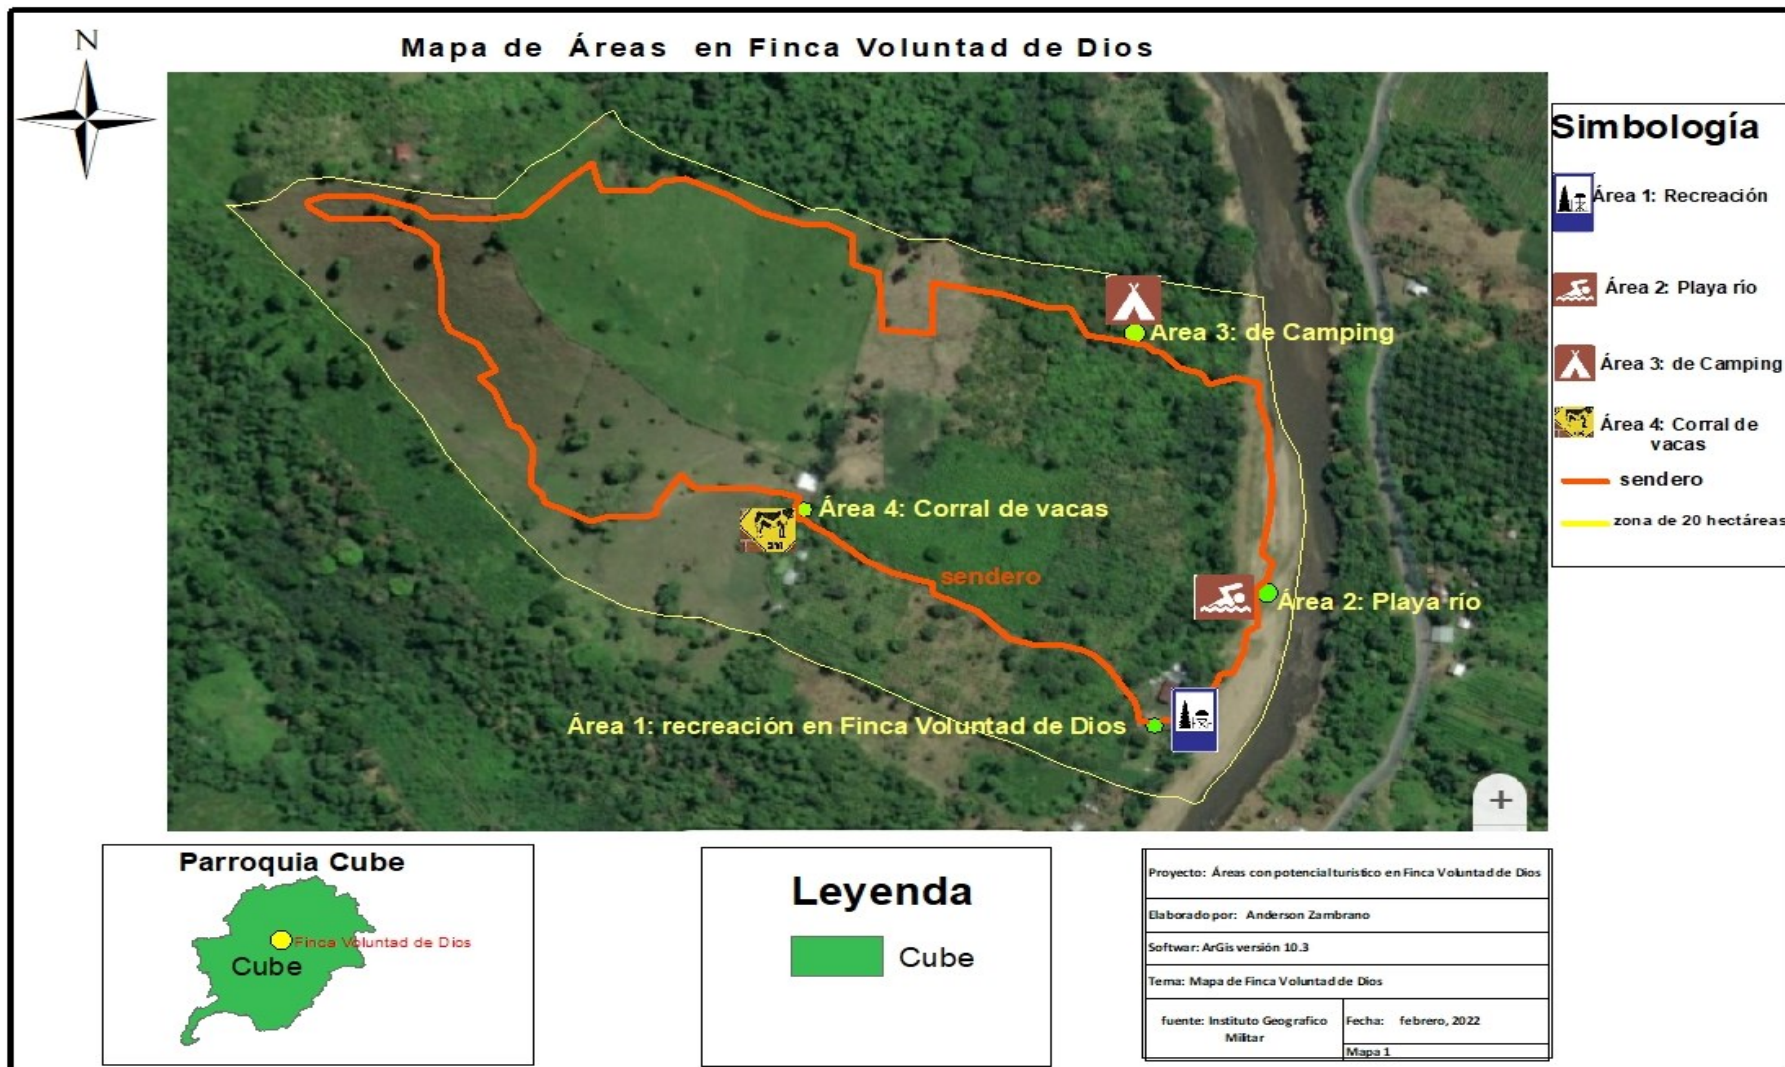 N
Mapa de Áreas en Finca Voluntad de Dios
Simbología
Área 1: Recreación
Área 2: Playa río
Área 3: de Camping
Área 4: Corral de
vacas
sendero
zona de 20 hectáreas
Área 3: de Camping
Área 4: Corral de vacas
sendero
Área 2: Playa río
Área 1: recreación en Finca Voluntad de Dios
+
Parroquia Cube
Finca Voluntad de Dios
Cube
Leyenda
Cube
Proyecto: Áreas con potencial turístico en Finca Voluntad de Dios
Elaborado por: Anderson Zambrano
Softwar: ArGis versión 10.3
Tema: Mapa de Finca Voluntad de Dios
fuente: Instituto Geografico
Militar
Fecha: febrero, 2022
Mapa 1